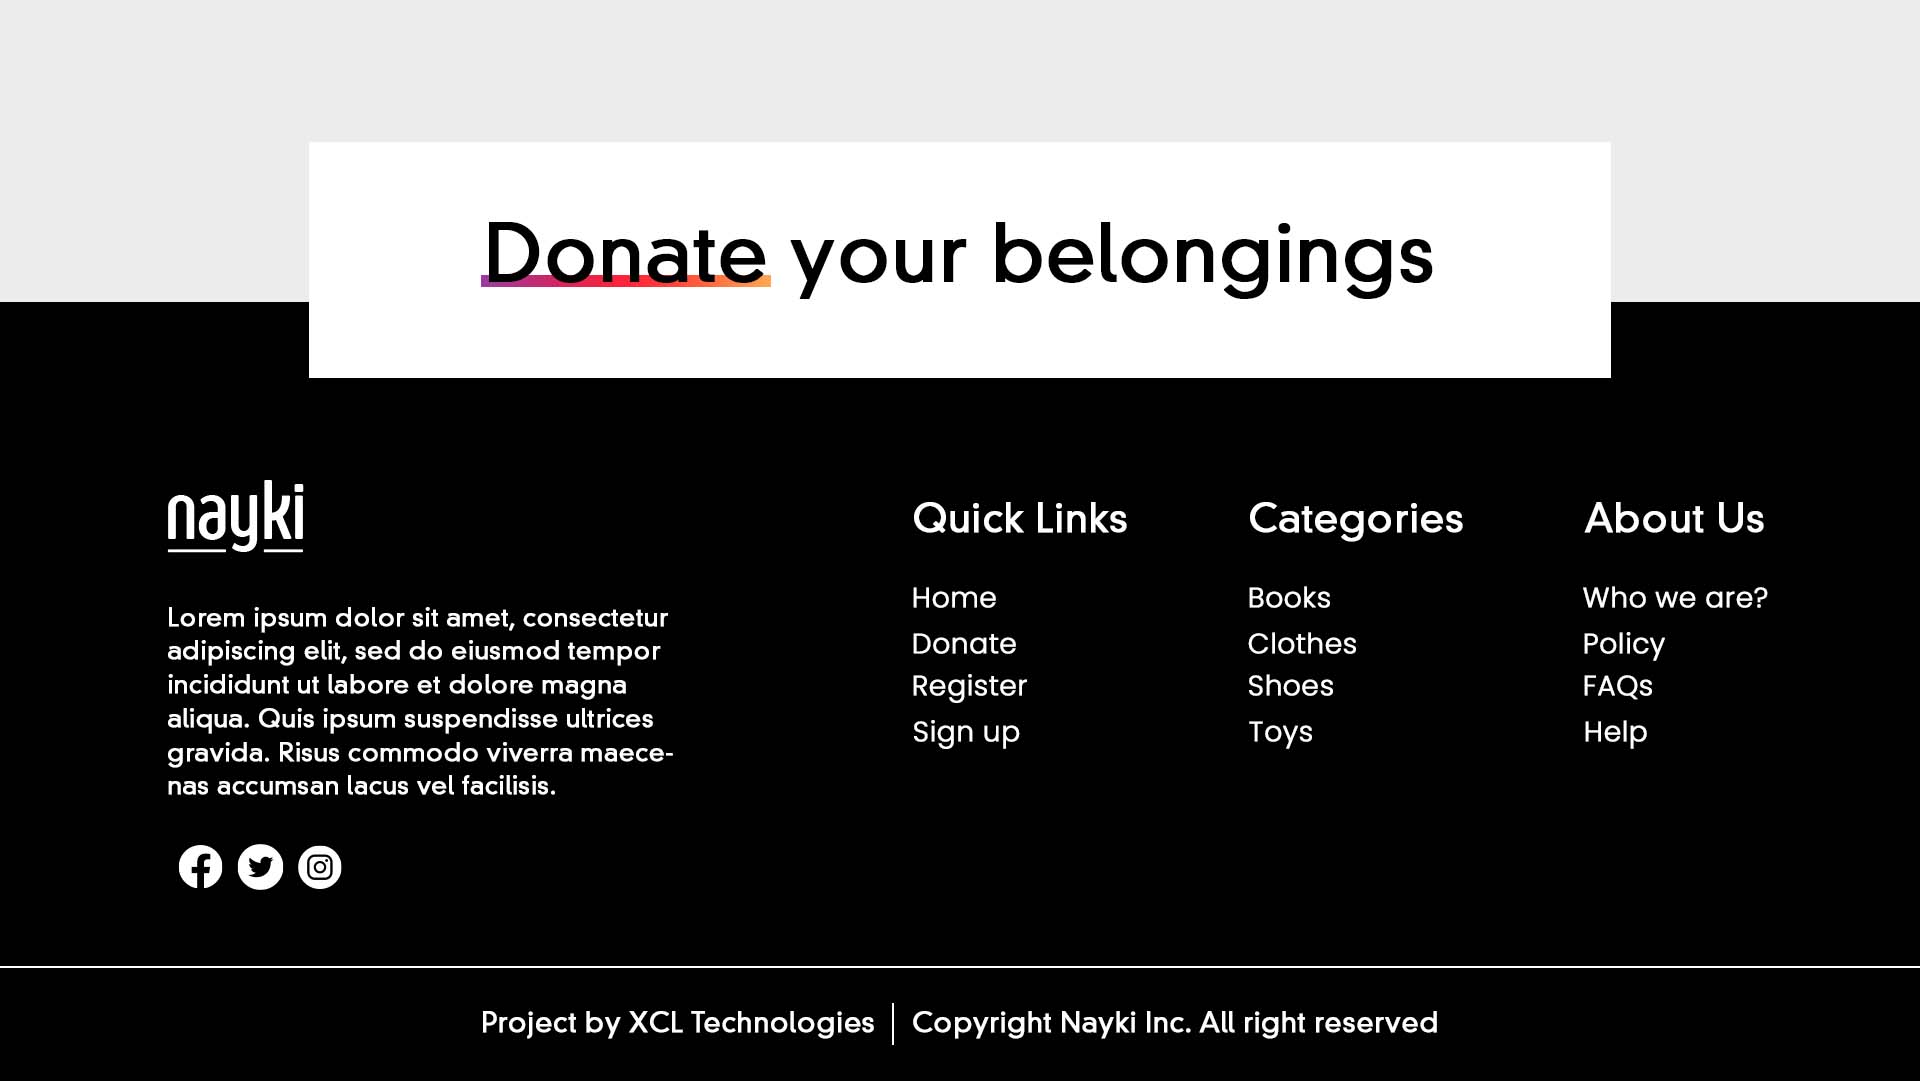 Donate your belongings
nayki
Lorem ipsum dolor sit amet, consectetur
adipiscing elit, sed do eiusmod tempor
incididunt ut labore et dolore magna
aliqua. Quis ipsum suspendisse ultrices
gravida. Risus commodo viverra maece-
nas accumsan lacus vel facilisis.
Quick Links
Home
Donate
Register
Sign up
Categories
Books
Clothes
Shoes
Toys
About Us
Who we are?
Policy
FAQs
Help
Project by XCL Technologies
Copyright Nayki Inc. All right reserved